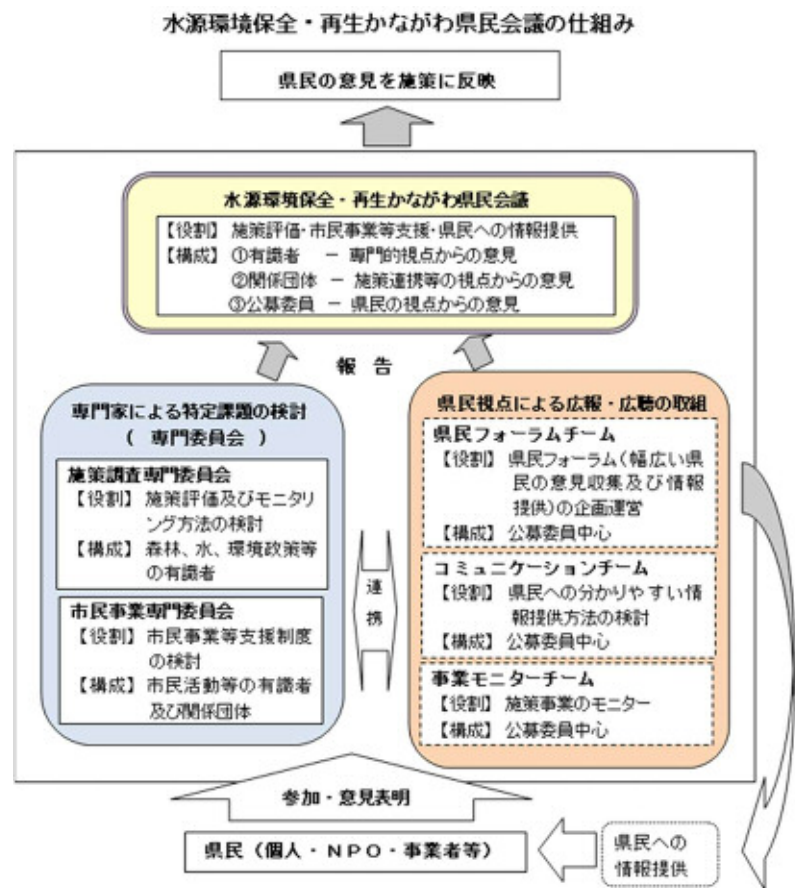 水源環境保全・再生かながわ県民会議の仕組み
県民の意見を施策に反映
水源環境保全・再生かながわ県民会議
【役割】 施策評価・市民事業等支援・県民への情報提供
【構成】 ①有識者 － 専門的視点からの意見
②関係団体 － 施策連携等の視点からの意見
③公募委員 － 県民の視点からの意見
報 告
専門家による特定課題の検討
（ 専門委員会 ）
施策調査専門委員会
【役割】 施策評価及びモニタ
リング方法の検討
【構成】 森林、水、環境政策等
の有識者
市民事業専門委員会
【役割】 市民事業等支援制度
の検討
【構成】 市民活動等の有識者
及び関係団体
連
携
県民視点による広報・広聴の取組
県民フォーラムチーム
【役割】 県民フォーラム（幅広い県
民の意見収集及び情報
提供）の企画運営
【構成】 公募委員中心
コミュニケーションチーム
【役割】 県民への分かりやすい情
報提供方法の検討
【構成】 公募委員中心
事業モニターチーム
【役割】 施策事業のモニター
【構成】 公募委員中心
参加・意見表明
県民（個人・ＮＰＯ・事業者等）
県民への
情報提供